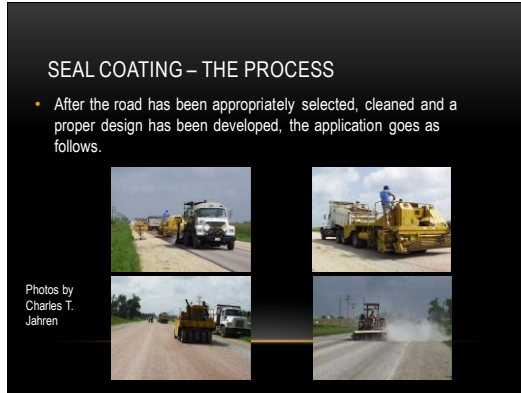 SEAL COATING – THE PROCESS
• After the road has been appropriately selected, cleaned and a
proper design has been developed, the application goes as
follows.
Photos by
Charles T.
Jahren